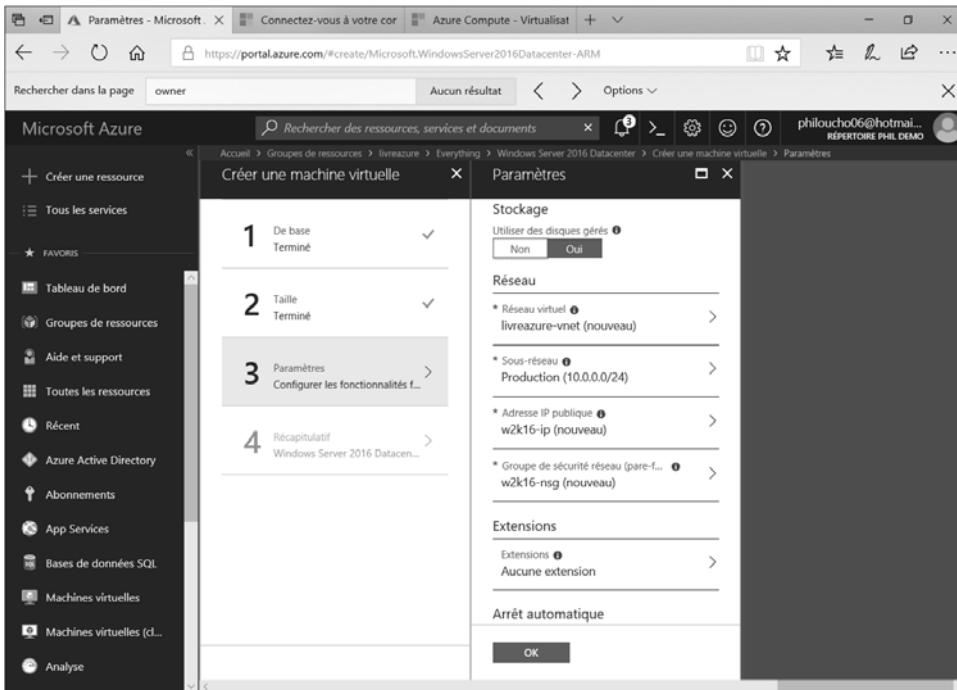 Paramètres - Microsoft.
Connectez-vous à votre cor
Azure Compute - Virtualisat
https://portal.azure.com/#create/Microsoft.WindowsServer2016Datacenter-ARM
Rechercher dans la page owner Aucun résultat Options
Microsoft Azure
Rechercher des ressources, services et documents
3
philoucho06@hotmai...
RÉPERTOIRE PHIL DEMO
Accueil > Groupes de ressources > livreazure > Everything > Windows Server 2016 Datacenter > Créer une machine virtuelle > Paramètres
Créer une ressource
Tous les services
FAVORIS
Tableau de bord
Groupes de ressources
Aide et support
Toutes les ressources
Récent
Azure Active Directory
Abonnements
App Services
Bases de données SQL
Machines virtuelles
Machines virtuelles (cl...
Analyse
Créer une machine virtuelle
1
De base
Terminé
2
Taille
Terminé
3
Paramètres
Configurer les fonctionnalités f...
4
Récapitulatif
Windows Server 2016 Datacen...
Paramètres
Stockage
Utiliser des disques gérés
Non Oui
Réseau
* Réseau virtuel
livreazure-vnet (nouveau)
* Sous-réseau
Production (10.0.0.0/24)
* Adresse IP publique
w2k16-ip (nouveau)
* Groupe de sécurité réseau (pare-f...
w2k16-nsg (nouveau)
Extensions
Extensions
Aucune extension
Arrêt automatique
OK